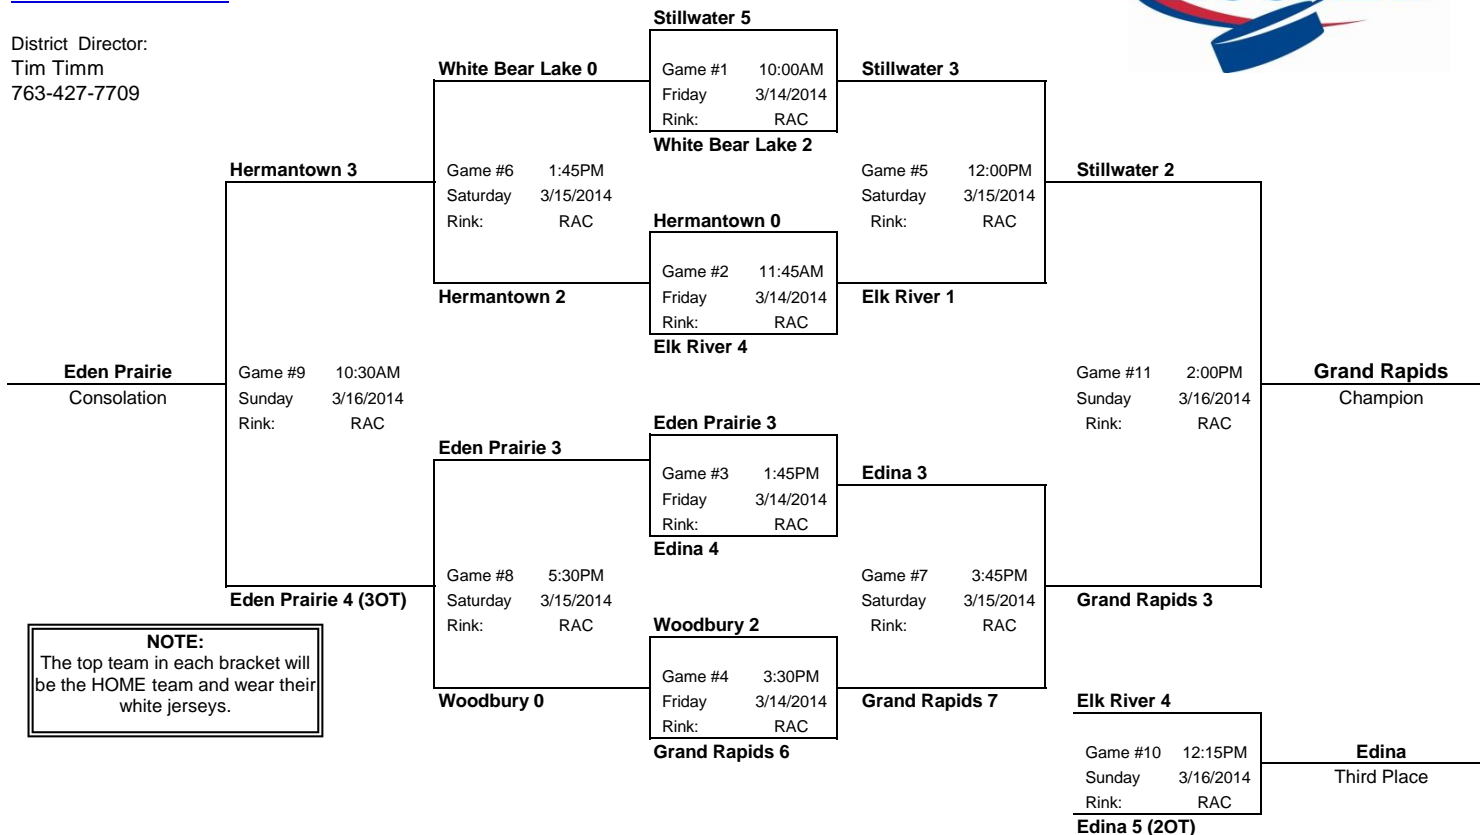 District Director:
Tim Timm
763-427-7709
Stillwater 5
Game #1 10:00AM
Friday 3/14/2014
Rink: RAC
White Bear Lake 2
White Bear Lake 0
Game #6 1:45PM
Saturday 3/15/2014
Rink: RAC
Hermantown 2
Stillwater 3
Game #5 12:00PM
Saturday 3/15/2014
Rink: RAC
Elk River 1
Hermantown 0
Game #2 11:45AM
Friday 3/14/2014
Rink: RAC
Elk River 4
Hermantown 3
Game #9 10:30AM
Sunday 3/16/2014
Rink: RAC
Eden Prairie 4 (3OT)
Eden Prairie
Consolation
Stillwater 2
Game #11 2:00PM
Sunday 3/16/2014
Rink: RAC
Grand Rapids 3
Grand Rapids
Champion
Eden Prairie 3
Game #3 1:45PM
Friday 3/14/2014
Rink: RAC
Edina 4
Eden Prairie 3
Game #8 5:30PM
Saturday 3/15/2014
Rink: RAC
Woodbury 0
Edina 3
Game #7 3:45PM
Saturday 3/15/2014
Rink: RAC
Grand Rapids 7
Woodbury 2
Game #4 3:30PM
Friday 3/14/2014
Rink: RAC
Grand Rapids 6
NOTE:
The top team in each bracket will
be the HOME team and wear their
white jerseys.
Elk River 4
Game #10 12:15PM
Sunday 3/16/2014
Rink: RAC
Edina 5 (2OT)
Edina
Third Place